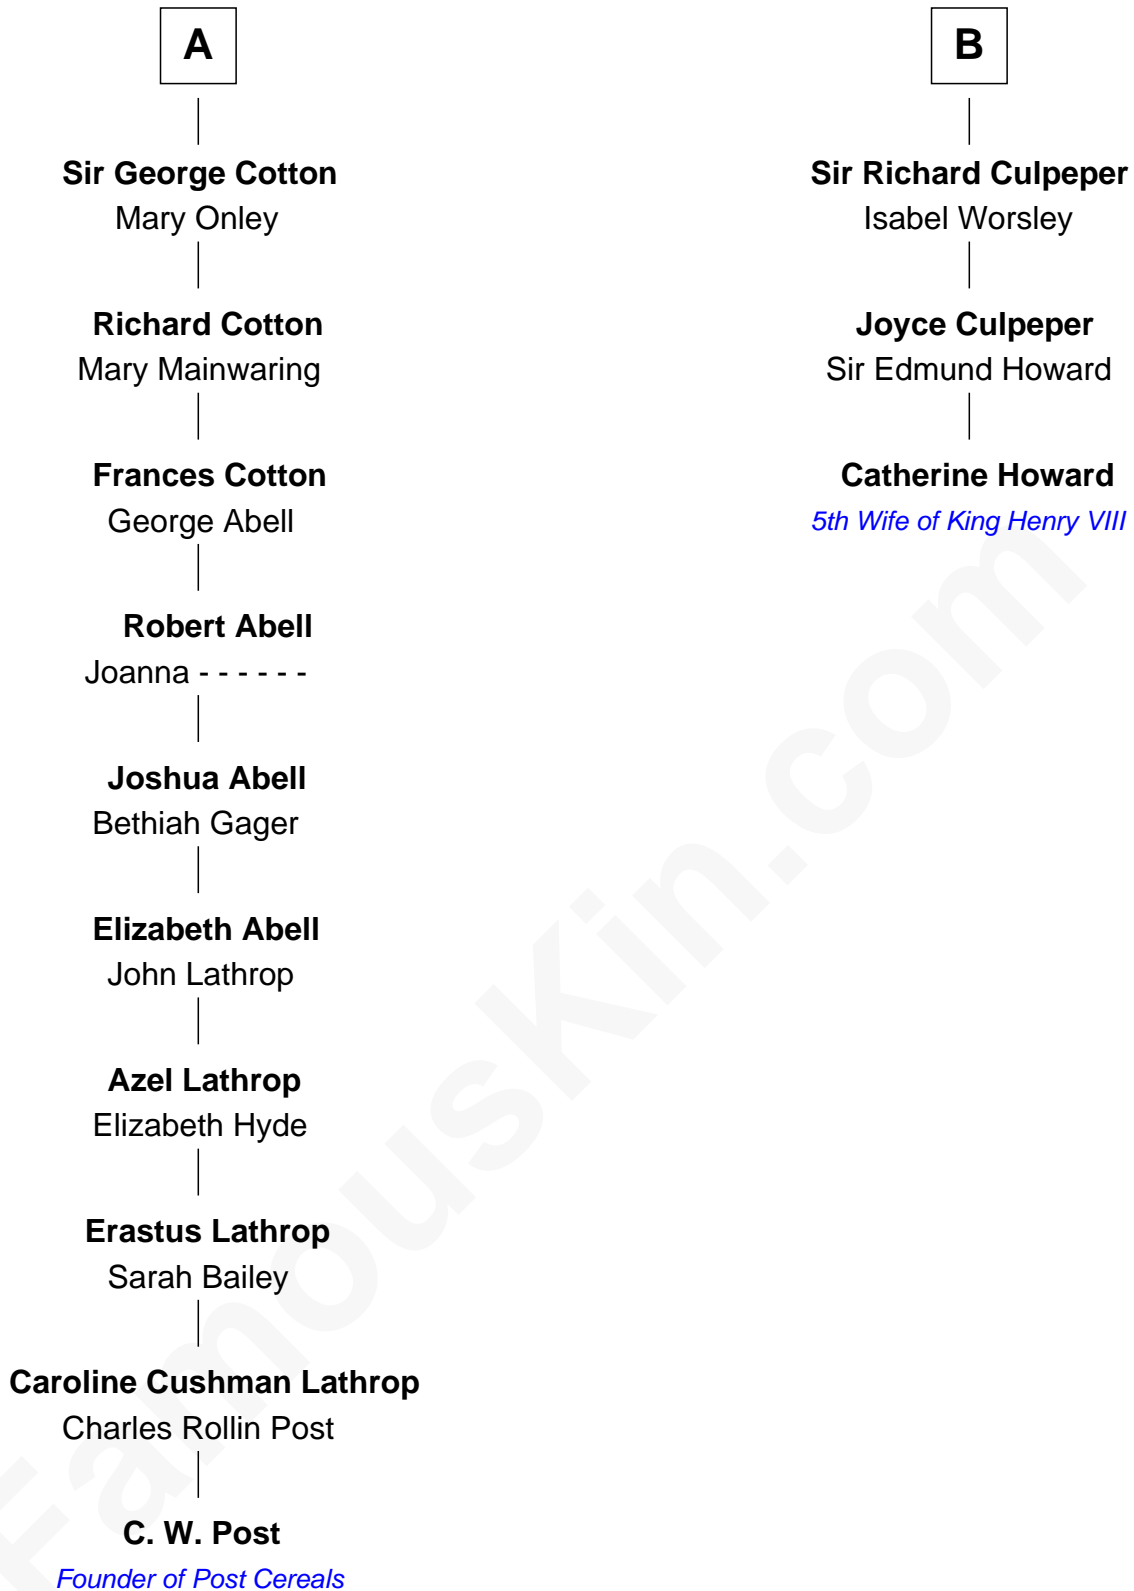 A
Sir George Cotton
Mary Onley
Richard Cotton
Mary Mainwaring
Frances Cotton
George Abell
Robert Abell
Joanna - - - - - -
Joshua Abell
Bethiah Gager
Elizabeth Abell
John Lathrop
Azel Lathrop
Elizabeth Hyde
Erastus Lathrop
Sarah Bailey
Caroline Cushman Lathrop
Charles Rollin Post
C. W. Post
Founder of Post Cereals
B
Sir Richard Culpeper
Isabel Worsley
Joyce Culpeper
Sir Edmund Howard
Catherine Howard
5th Wife of King Henry VIII
FamousKin.com